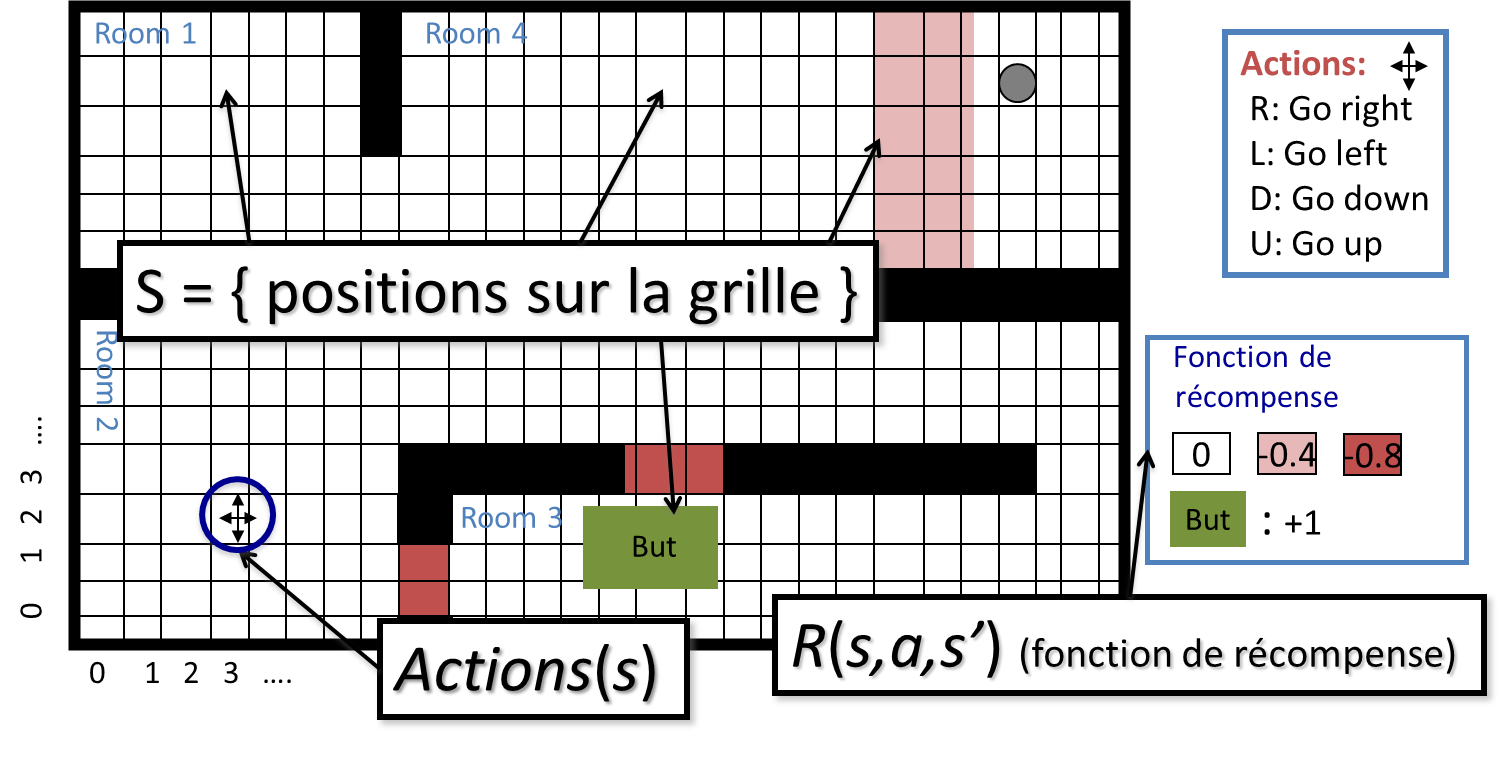 Room 1
Room 4
Actions:
R: Go right
L: Go left
D: Go down
U: Go up
S = { positions sur la grille }
Room 2
Fonction de
récompense
0 -0.4 -0.8
But : +1
Room 3
But
....
3
2
1
0
0 1 2 3 ....
Actions(s)
R(s,a,s’) (fonction de récompense)